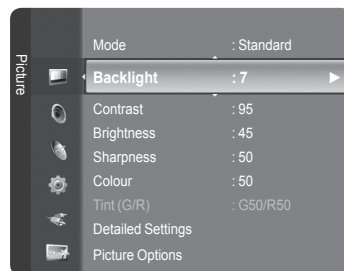 Picture
Mode : Standard
Backlight : 7
Contrast : 95
Brightness : 45
Sharpness : 50
Colour : 50
Tint (G/R) : G50/R50
Detailed Settings
Picture Options